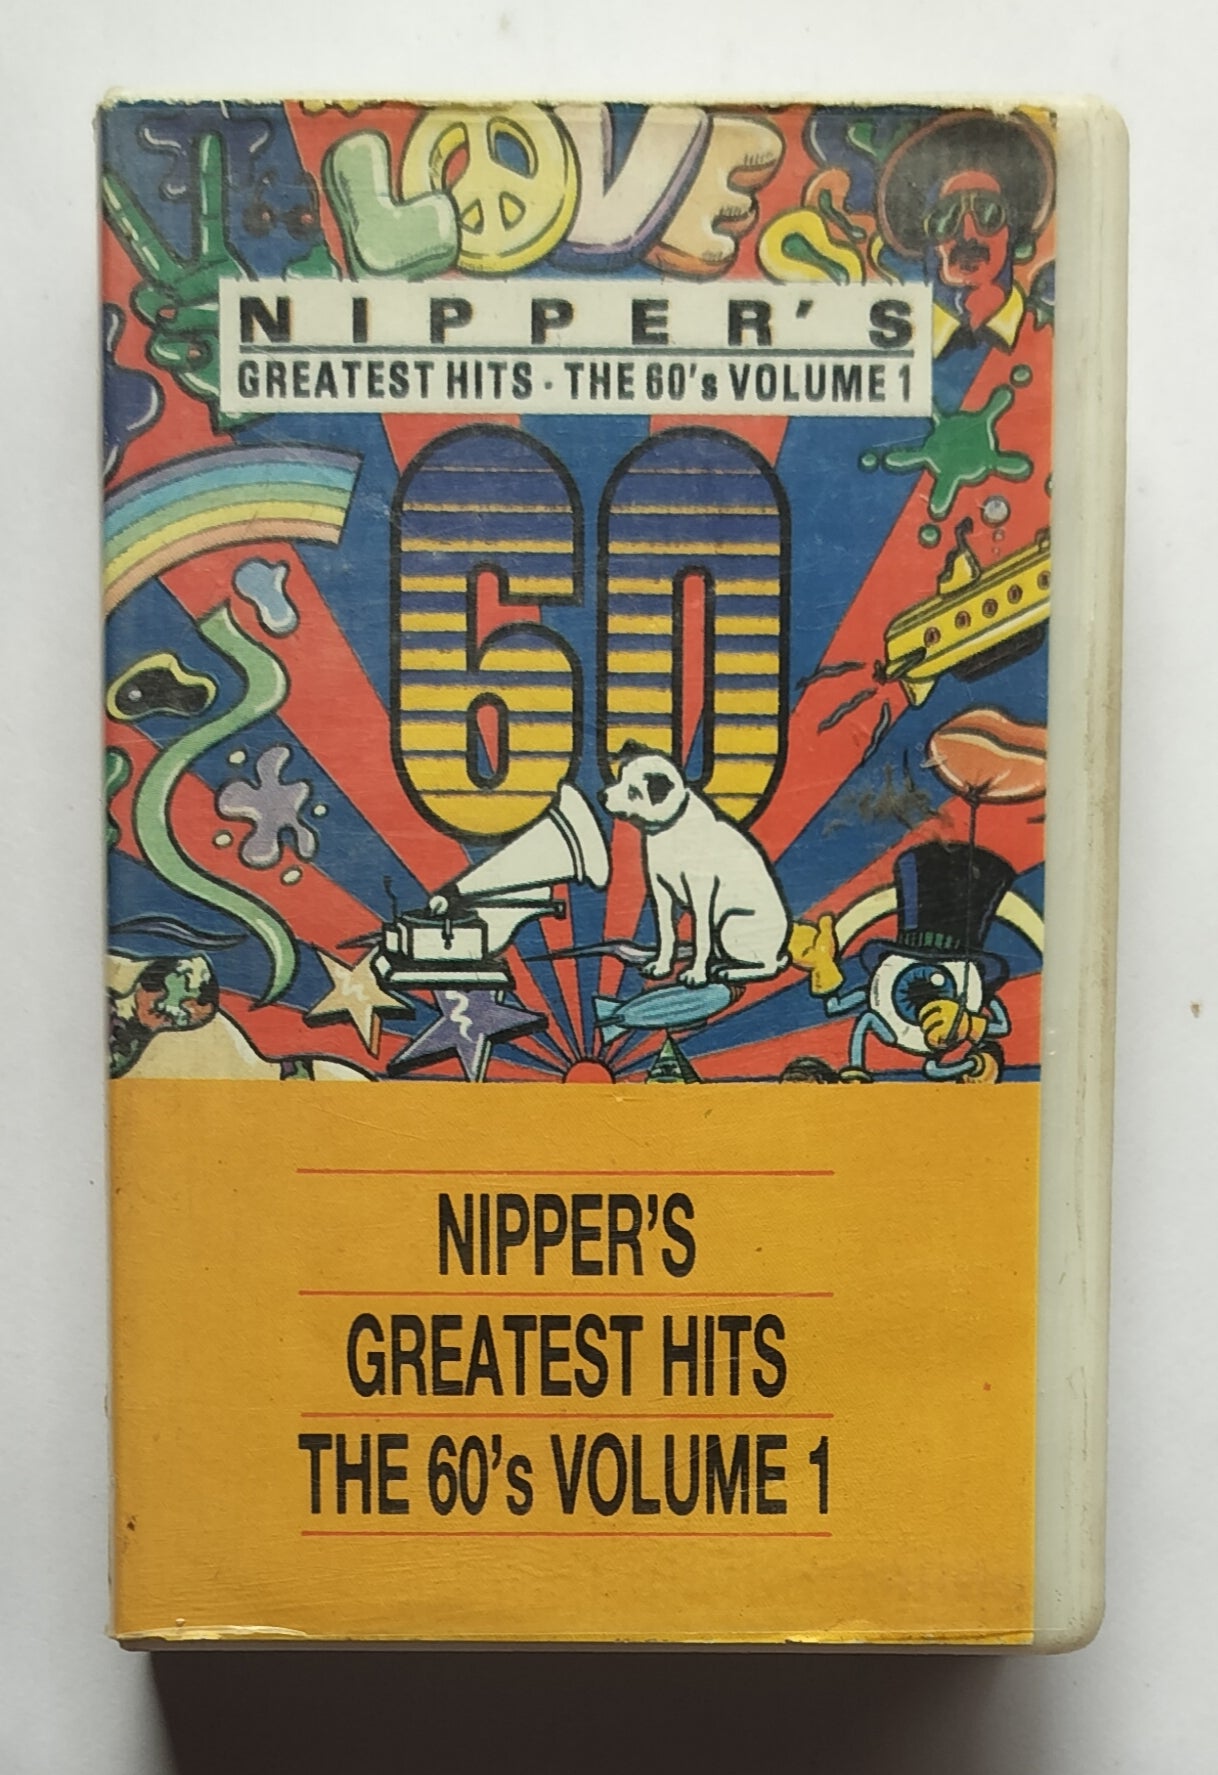 LOVE
NIPPER'S
GREATEST HITS · THE 60's VOLUME 1
60
NIPPER'S
GREATEST HITS
THE 60's VOLUME 1